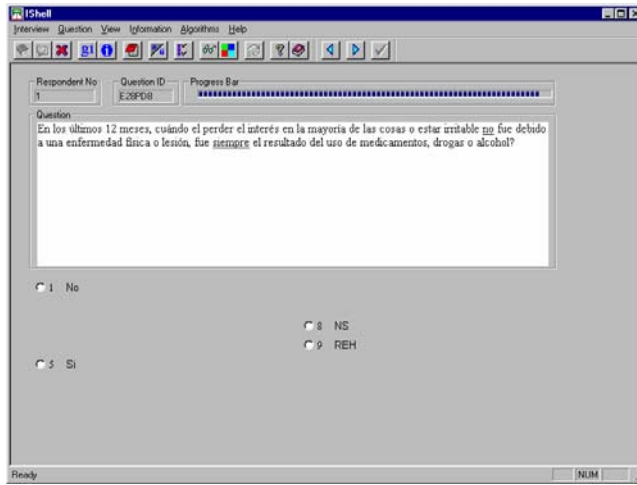 IShell
Interview Question View Information Algorithms Help
Respondent No
1
Question ID
E28PD8
Progress Bar
Question
En los últimos 12 meses, cuándo el perder el interés en la mayoría de las cosas o estar irritable no fue debido
a una enfermedad física o lesión, fue siempre el resultado del uso de medicamentos, drogas o alcohol?
1 No
8 NS
9 REH
5 Si
Ready
NUM